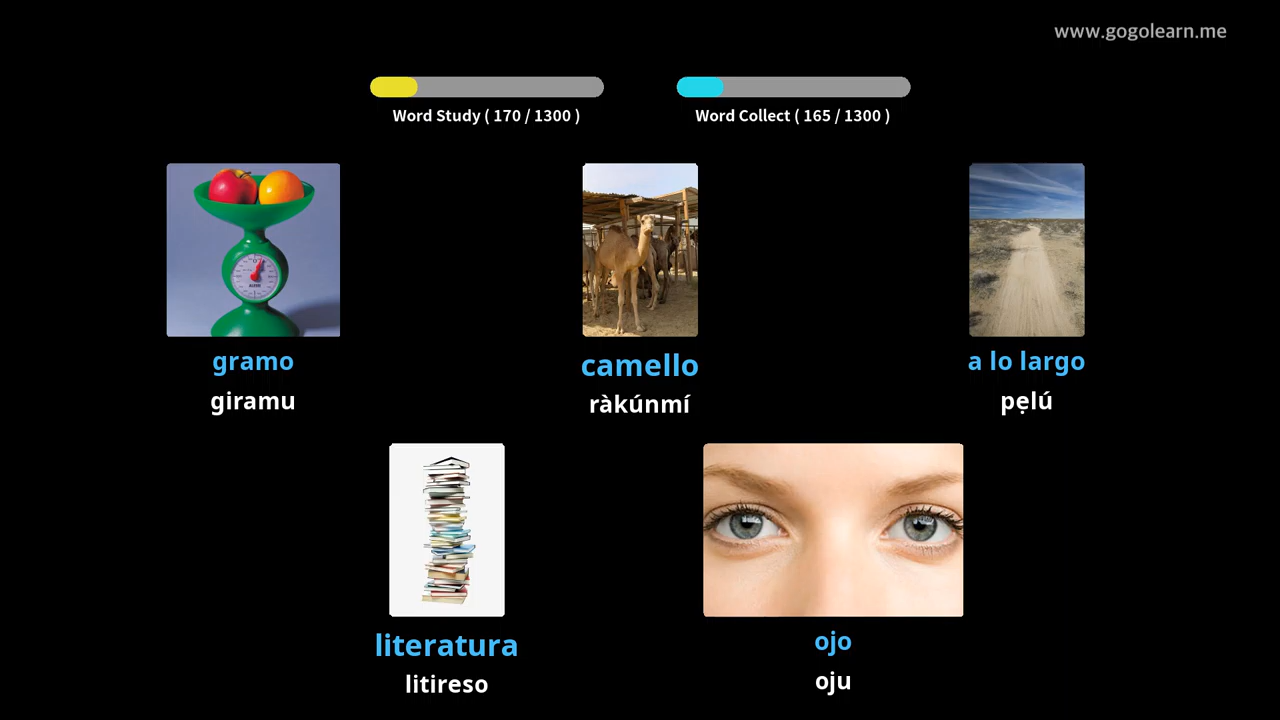 www.gogolearn.me
Word Study ( 170 / 1300 )
Word Collect ( 165 / 1300 )
gramo
giramu
camello
ràkúnmí
a lo largo
pẹlú
literatura
litireso
ojo
oju